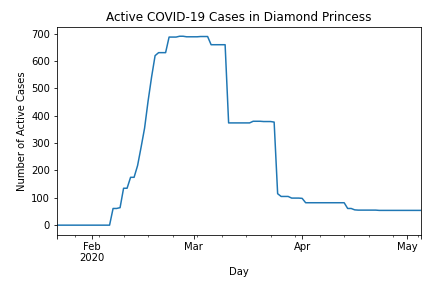 Active COVID-19 Cases in Diamond Princess
Number of Active Cases
700
600
500
400
300
200
100
0
Feb Mar Apr May
2020
Day